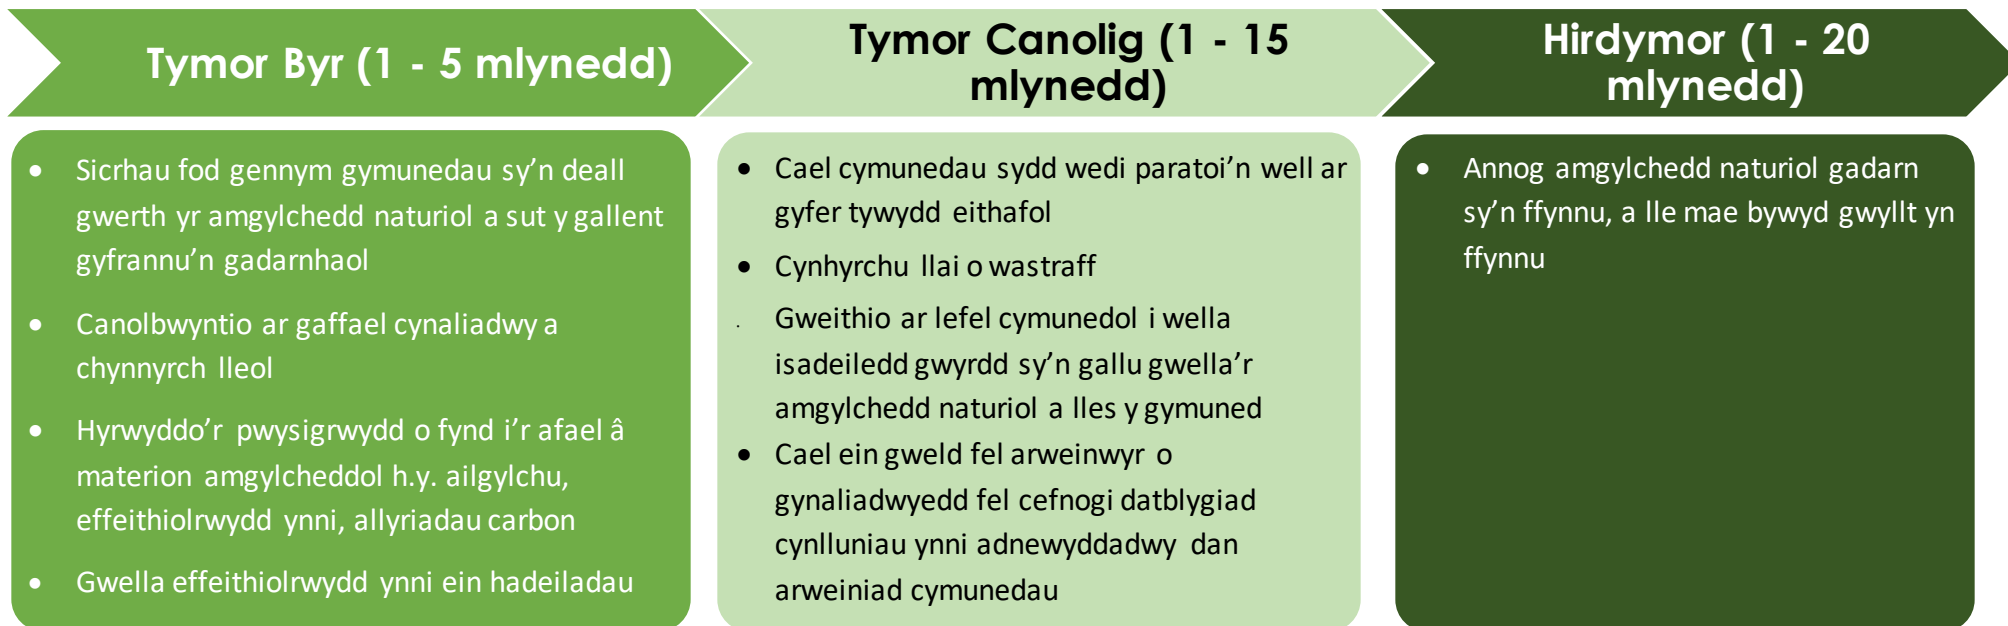 Tymor Byr (1 - 5 mlynedd)
Tymor Canolig (1 - 15
mlynedd)
Hirdymor (1 - 20
mlynedd)
• Sicrhau fod gennym gymunedau sy’n deall
gwerth yr amgylchedd naturiol a sut y gallent
gyfrannu’n gadarnhaol
• Canolbwyntio ar gaffael cynaliadwy a
chynnyrch lleol
• Hyrwyddo’r pwysigrwydd o fynd i’r afael â
materion amgylcheddol h.y. ailgylchu,
effeithiolrwydd ynni, allyriadau carbon
• Gwella effeithiolrwydd ynni ein hadeiladau
• Cael cymunedau sydd wedi paratoi’n well ar
gyfer tywydd eithafol
• Cynhyrchu llai o wastraff
. Gweithio ar lefel cymunedol i wella
isadeiledd gwyrdd sy’n gallu gwella’r
amgylchedd naturiol a lles y gymuned
• Cael ein gweld fel arweinwyr o
gynaliadwyedd fel cefnogi datblygiad
cynlluniau ynni adnewyddadwy dan
arweiniad cymunedau
• Annog amgylchedd naturiol gadarn
sy’n ffynnu, a lle mae bywyd gwyllt yn
ffynnu